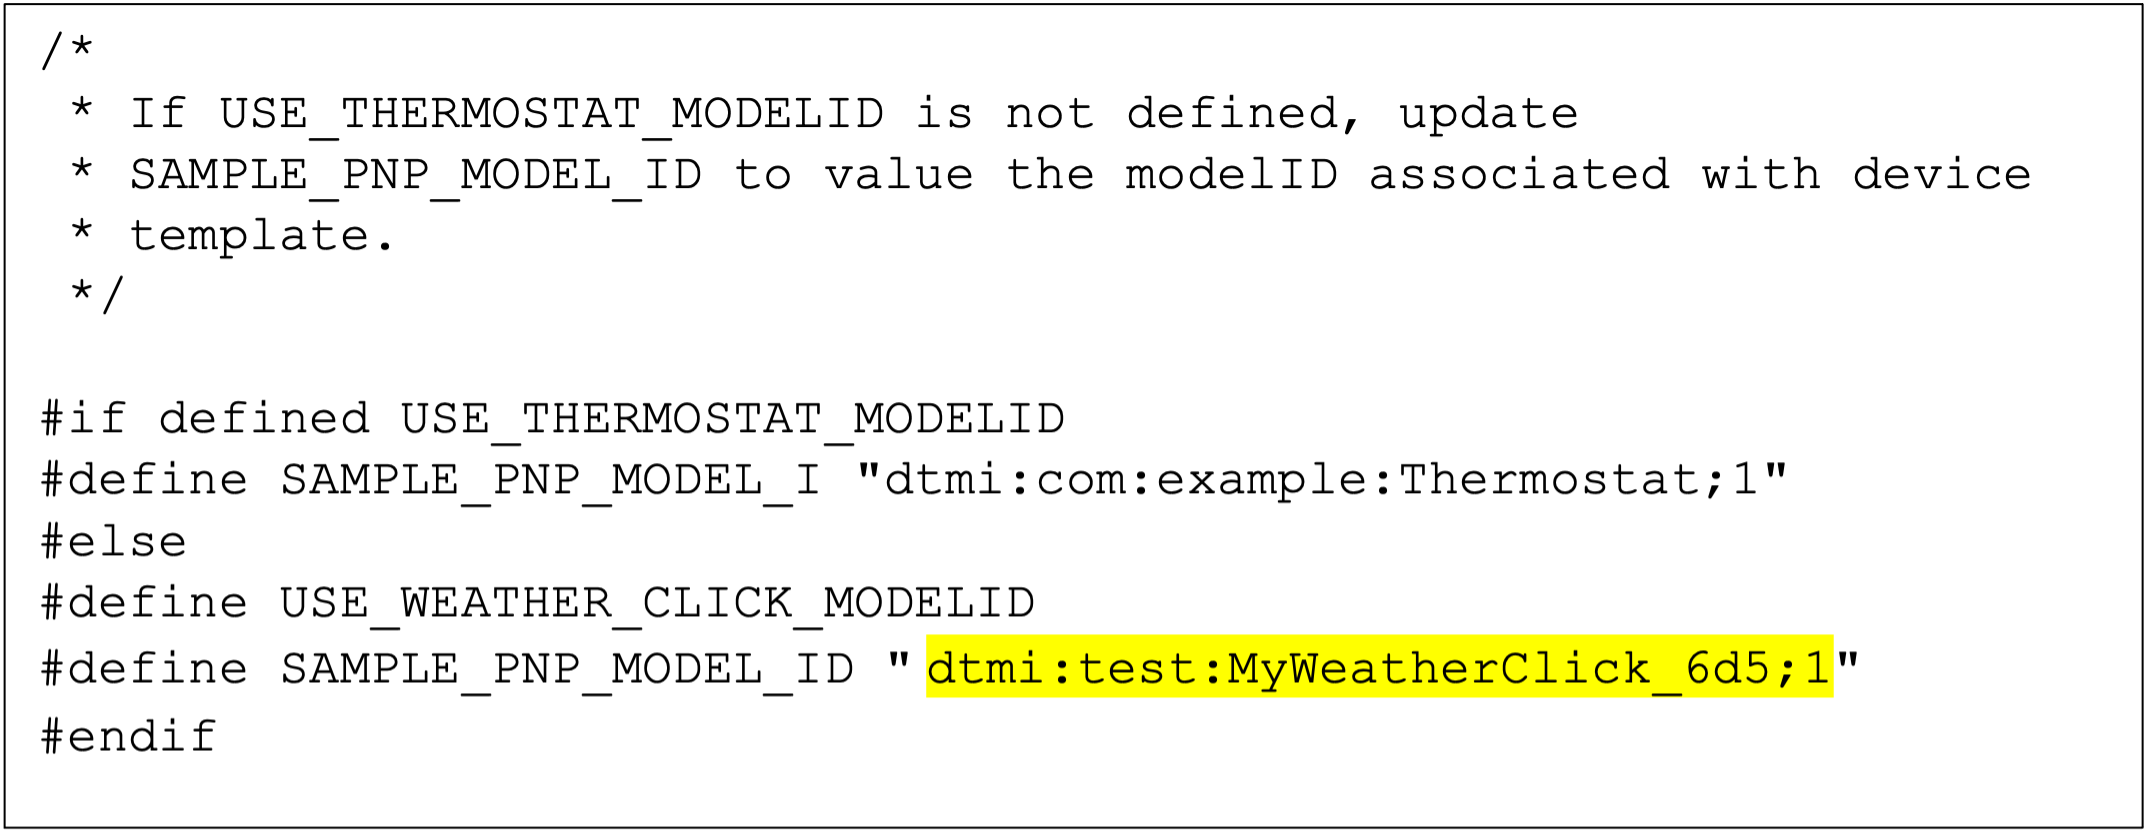 /*
 * If USE_THERMOSTAT_MODELID is not defined, update
 * SAMPLE_PNP_MODEL_ID to value the modelID associated with device
 * template.
 */
#if defined USE_THERMOSTAT_MODELID
#define SAMPLE_PNP_MODEL_I "dtmi:com:example:Thermostat;1"
#else
#define USE_WEATHER_CLICK_MODELID
#define SAMPLE_PNP_MODEL_ID " dtmi:test:MyWeatherClick_6d5;1"
#endif